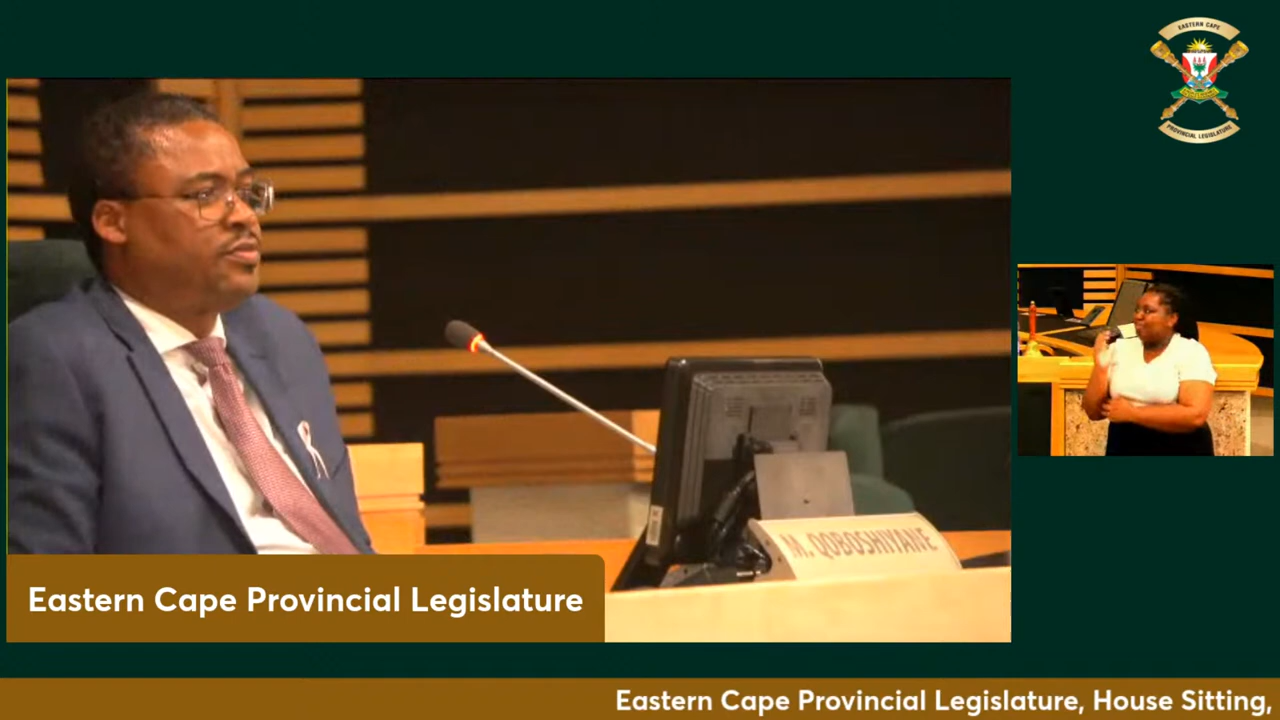 EASTERN CAPE
PROVINCIAL LEGISLATURE
M. QOBOSHIYANE
Eastern Cape Provincial Legislature
Eastern Cape Provincial Legislature, House Sitting,